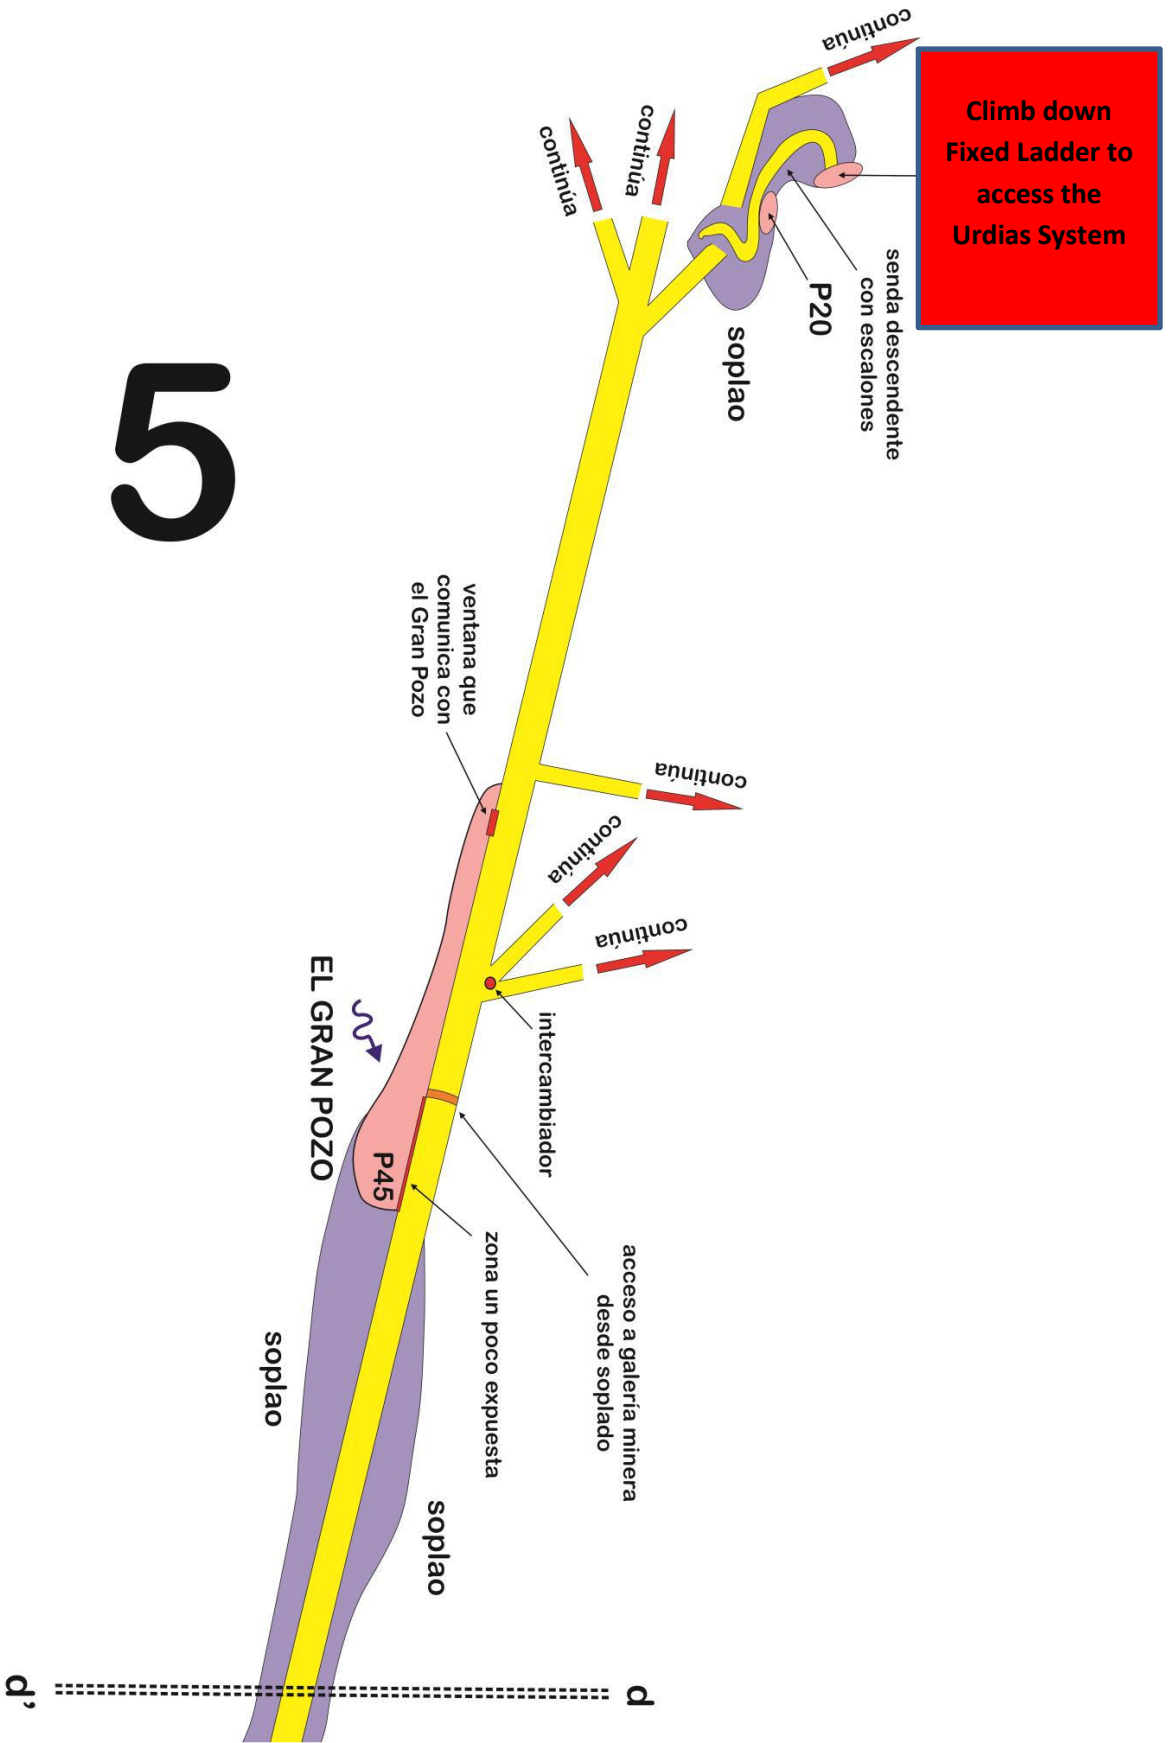 continúa
Climb down
Fixed Ladder to
access the
Urdias System
continúa
continúa
senda descendente
con escalones
P20
soplao
5
ventana que
comunica con
el Gran Pozo
continúa
continúa
continúa
intercambiador
EL GRAN POZO
P45
zona un poco expuesta
acceso a galería minera
desde soplado
soplao
soplao
d
d'